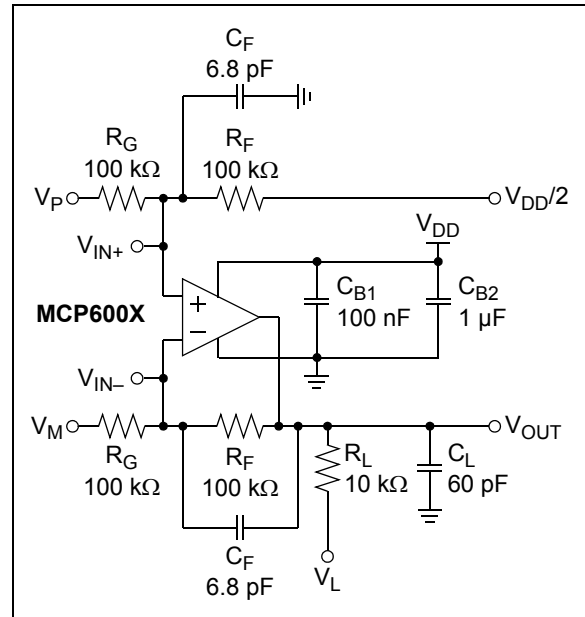 C_F
6.8 pF
R_G
100 kΩ
R_F
100 kΩ
V_P
V_DD/2
V_IN+
V_DD
MCP600X
C_B1
100 nF
C_B2
1 µF
V_IN–
V_M
V_OUT
R_G
100 kΩ
R_F
100 kΩ
R_L
10 kΩ
C_L
60 pF
C_F
6.8 pF
V_L